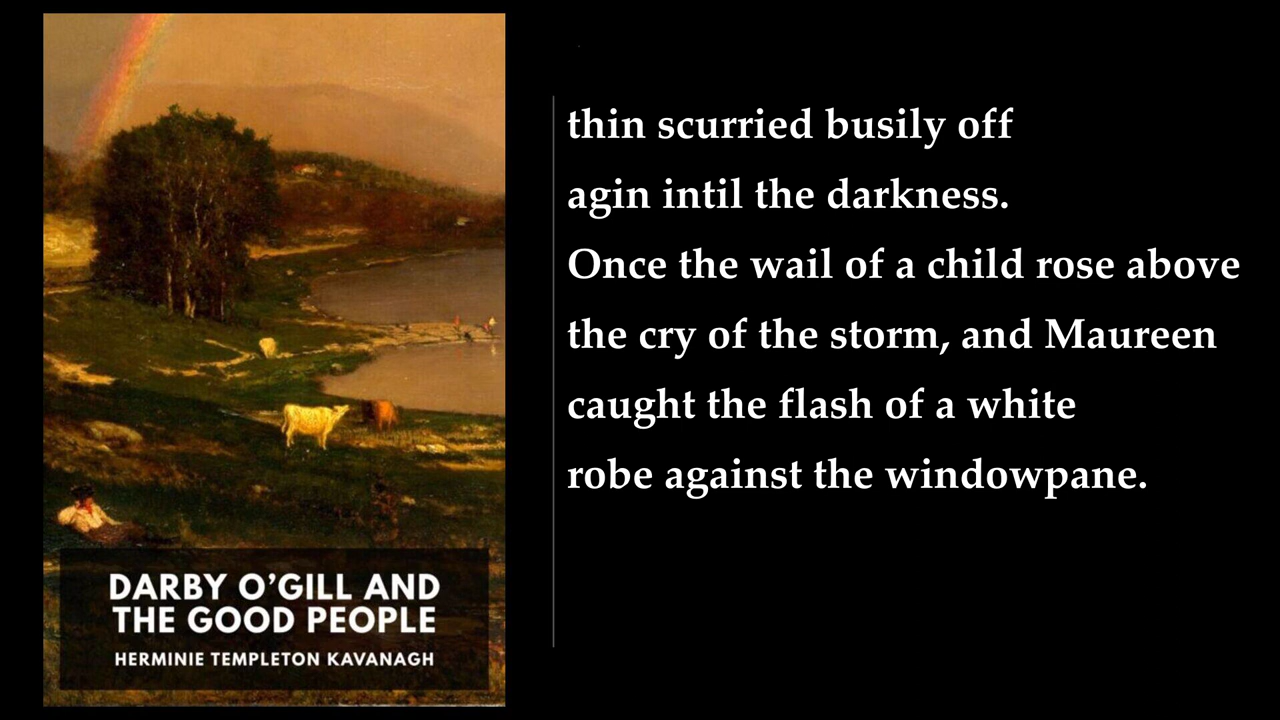 DARBY O’GILL AND
THE GOOD PEOPLE
HERMINIE TEMPLETON KAVANAGH
thin scurried busily off
agin intil the darkness.
Once the wail of a child rose above
the cry of the storm, and Maureen
caught the flash of a white
robe against the windowpane.